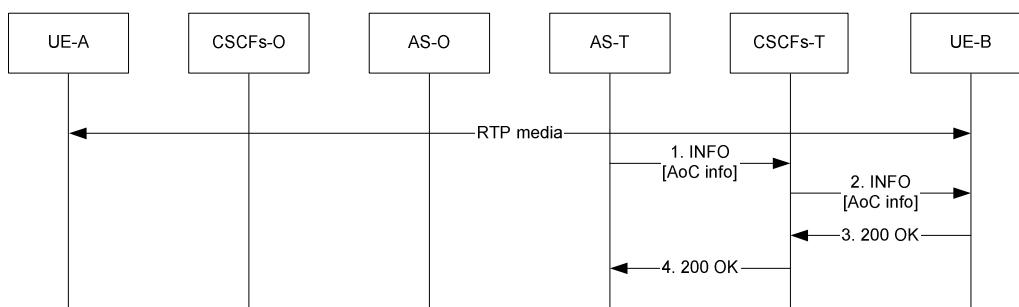 UE-A
CSCFs-O
AS-O
AS-T
CSCFs-T
UE-B
RTP media
1. INFO
[AoC info]
2. INFO
[AoC info]
3. 200 OK
4. 200 OK